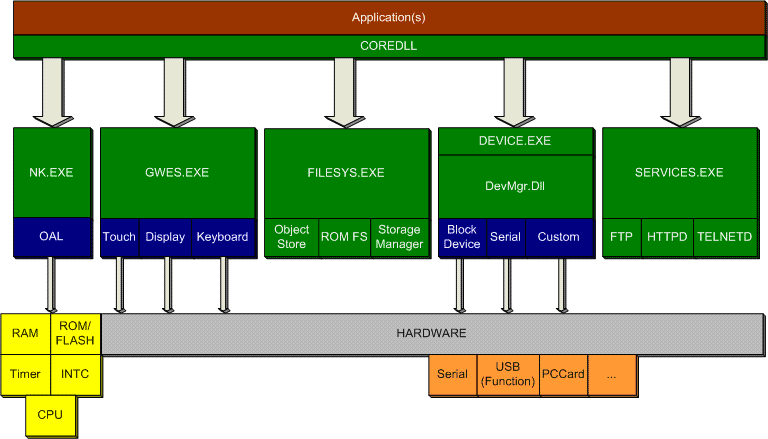 Application(s)
COREDLL
NK.EXE
OAL
GWES.EXE
Touch
Display
Keyboard
FILESYS.EXE
Object
Store
ROM FS
Storage
Manager
DEVICE.EXE
DevMgr.Dll
Block
Device
Serial
Custom
SERVICES.EXE
FTP
HTTPD
TELNETD
RAM
ROM/
FLASH
HARDWARE
Timer
INTC
CPU
Serial
USB
(Function)
PCCard
...